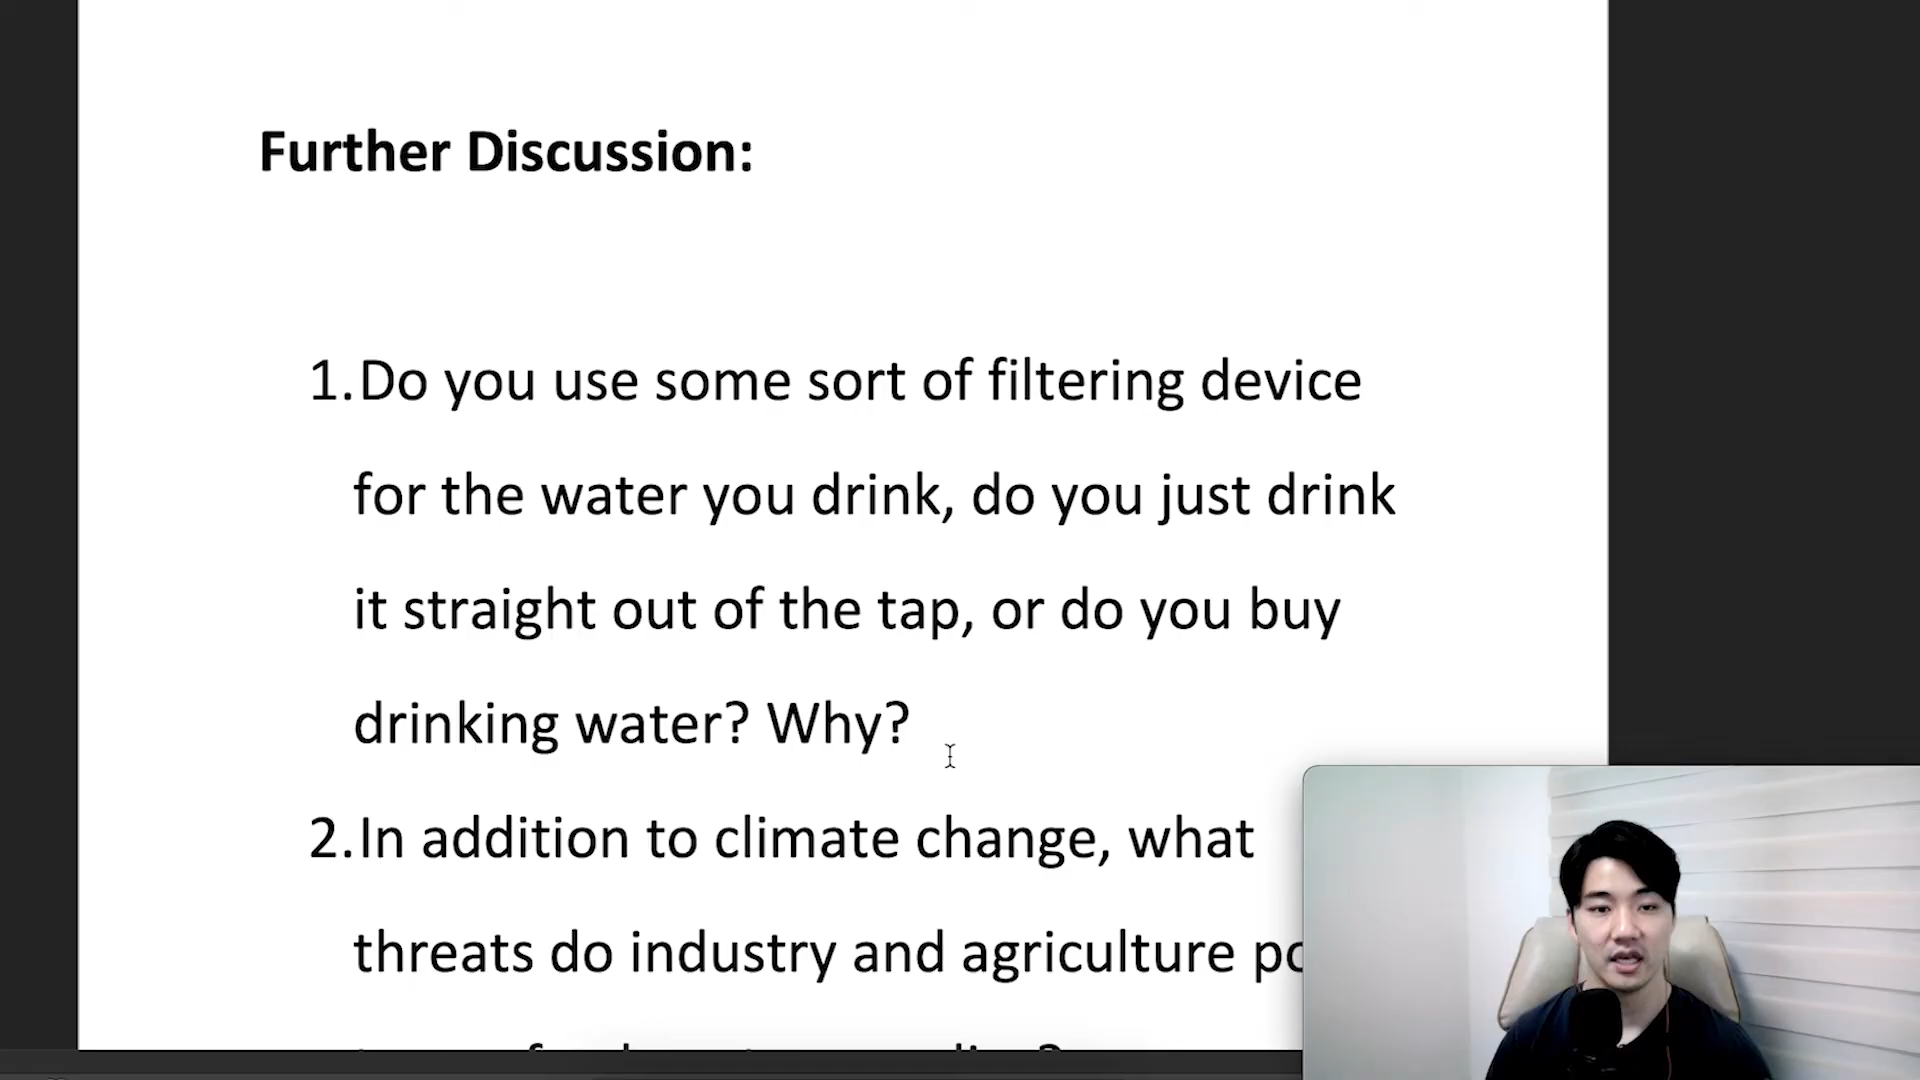 Further Discussion:
1. Do you use some sort of filtering device
for the water you drink, do you just drink
it straight out of the tap, or do you buy
drinking water? Why?
2. In addition to climate change, what
threats do industry and agriculture